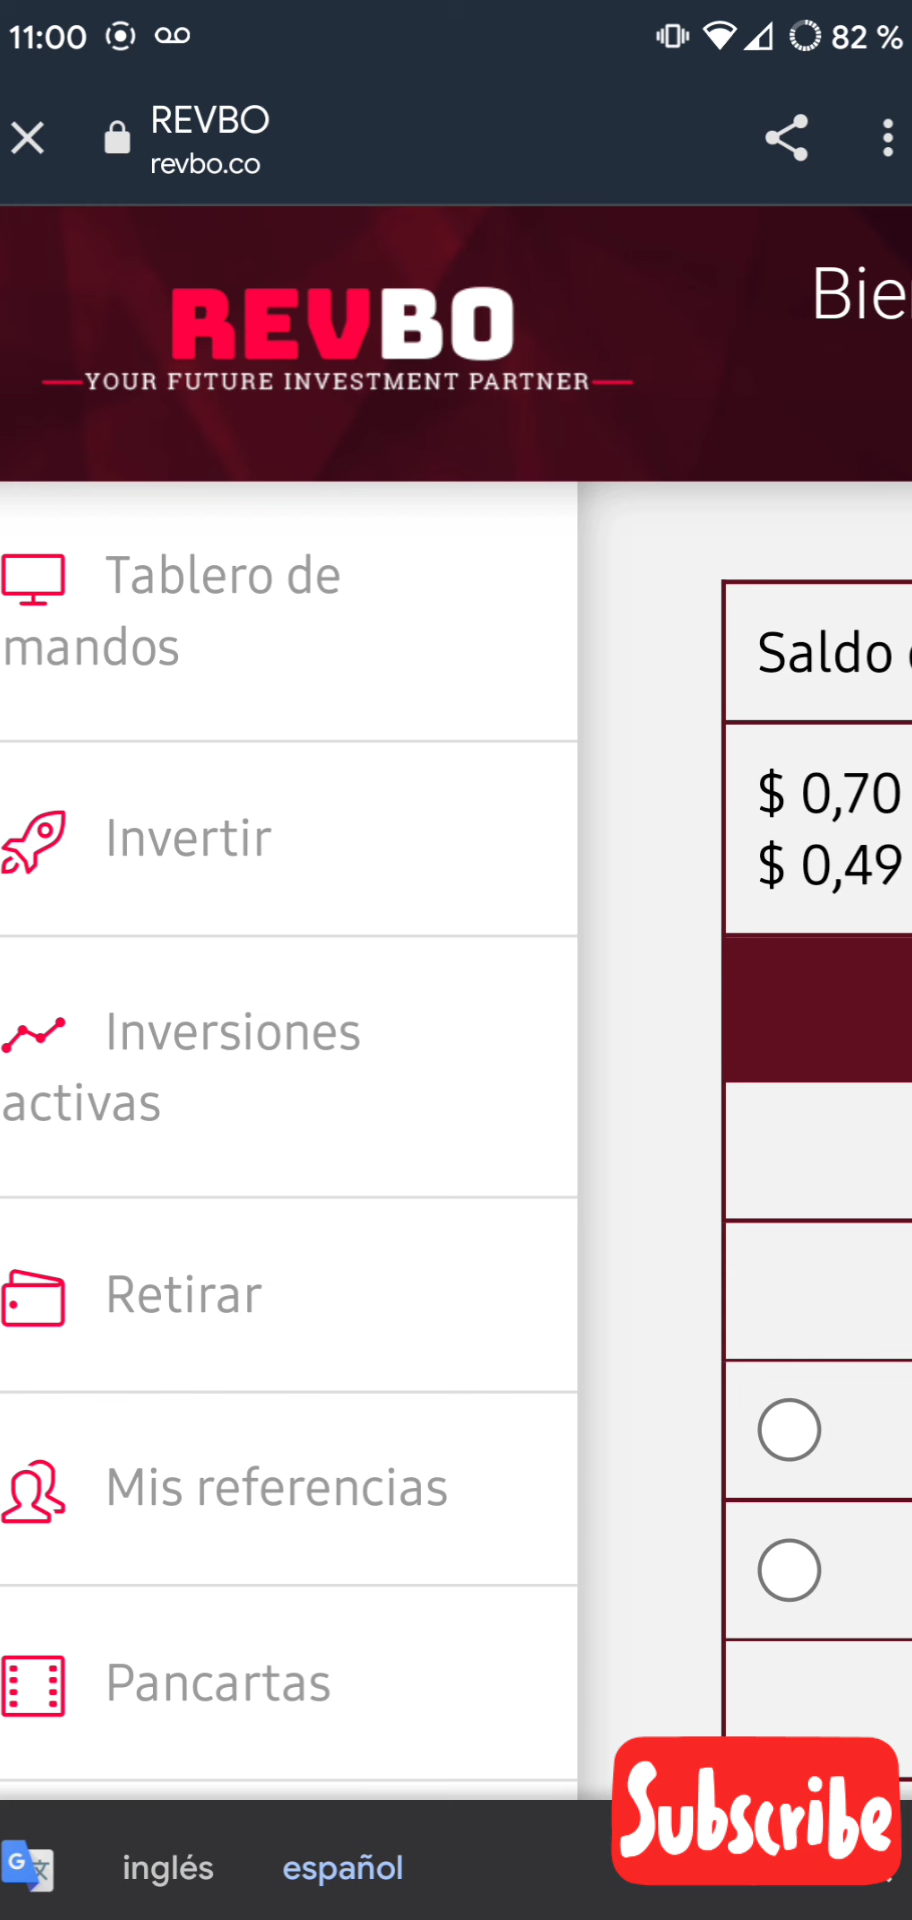 11:00 82 %
REVBO
revbo.co
REVBO
YOUR FUTURE INVESTMENT PARTNER
Bie
Tablero de
mandos
Invertir
Inversiones
activas
Retirar
Mis referencias
Pancartas
Saldo
$ 0,70
$ 0,49
Subscribe
G 文
inglés español